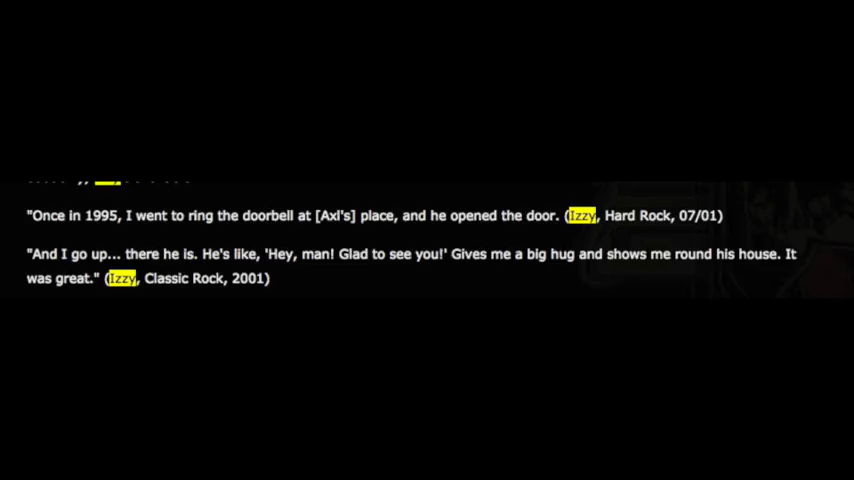 "Once in 1995, I went to ring the doorbell at [Axl's] place, and he opened the door. (Izzy, Hard Rock, 07/01)
"And I go up... there he is. He's like, 'Hey, man! Glad to see you!' Gives me a big hug and shows me round his house. It
was great." (Izzy, Classic Rock, 2001)